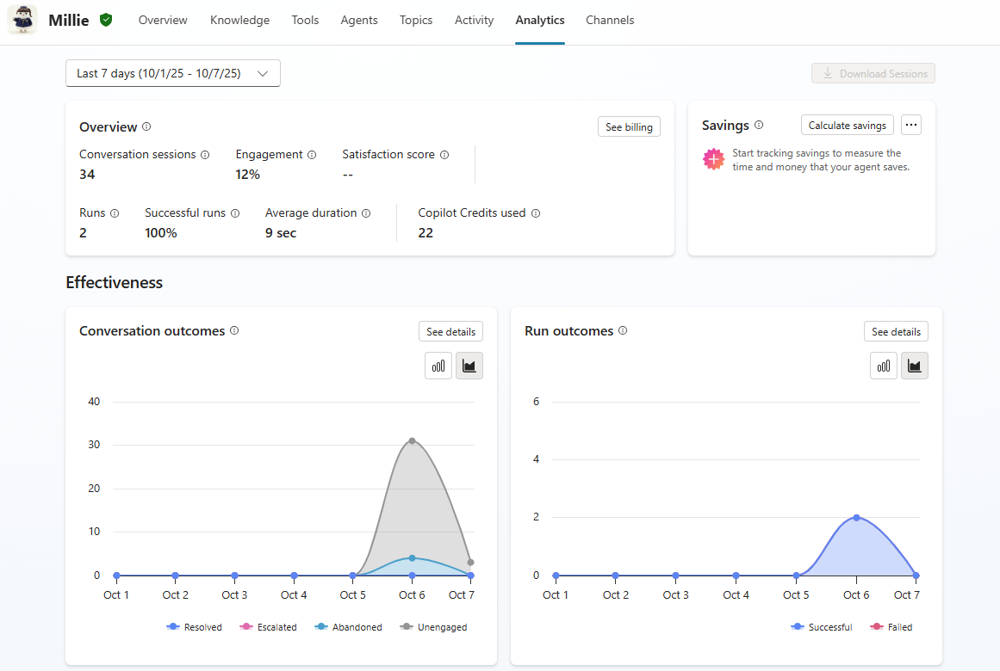 Millie
Overview
Knowledge
Tools
Agents
Topics
Activity
Analytics
Channels
Last 7 days (10/1/25 - 10/7/25)
Download Sessions
Overview
See billing
Conversation sessions
34
Engagement
12%
Satisfaction score
--
Runs
2
Successful runs
100%
Average duration
9 sec
Copilot Credits used
22
Savings
Calculate savings
Start tracking savings to measure the
time and money that your agent saves.
Effectiveness
Conversation outcomes
See details
40
30
20
10
0
Oct 1
Oct 2
Oct 3
Oct 4
Oct 5
Oct 6
Oct 7
Resolved
Escalated
Abandoned
Unengaged
Run outcomes
See details
6
4
2
0
Oct 1
Oct 2
Oct 3
Oct 4
Oct 5
Oct 6
Oct 7
Successful
Failed